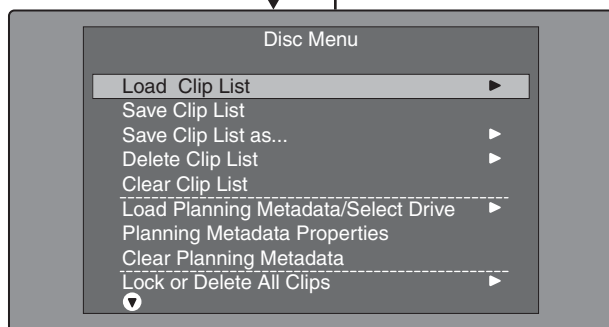 Disc Menu
Load Clip List
Save Clip List
Save Clip List as...
Delete Clip List
Clear Clip List
Load Planning Metadata/Select Drive
Planning Metadata Properties
Clear Planning Metadata
Lock or Delete All Clips